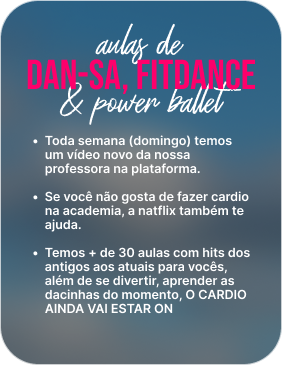 aulas de
DAN-SA, FITDANCE
& power ballet
• Toda semana (domingo) temos
um vídeo novo da nossa
professora na plataforma.
• Se você não gosta de fazer cardio
na academia, a natflix também te
ajuda.
• Temos + de 30 aulas com hits dos
antigos aos atuais para vocês,
além de se divertir, aprender as
dacinhas do momento, O CARDIO
AINDA VAI ESTAR ON